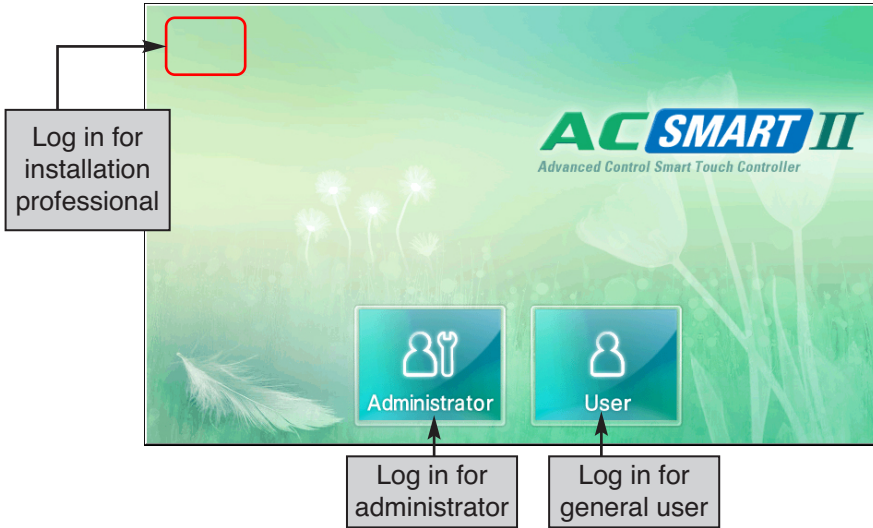 Log in for
installation
professional
AC SMART II
Advanced Control Smart Touch Controller
Administrator
User
Log in for
administrator
Log in for
general user